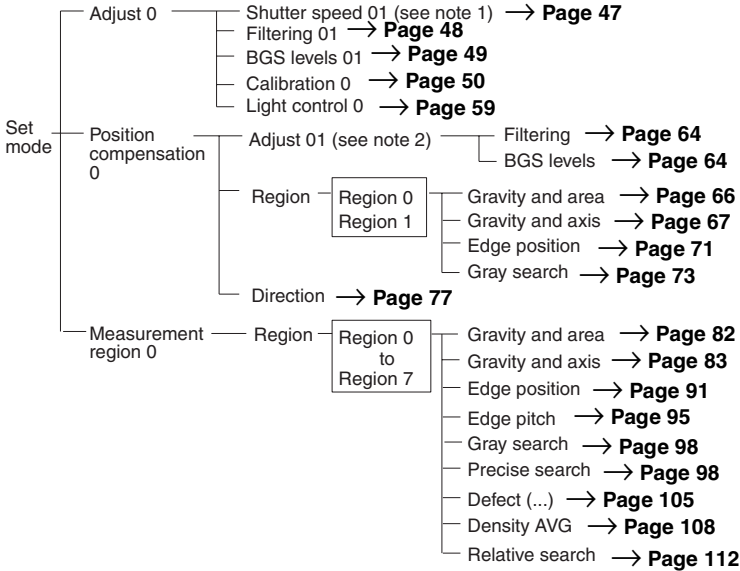 Adjust 0
Shutter speed 01 (see note 1) → Page 47
Filtering 01 → Page 48
BGS levels 01 → Page 49
Calibration 0 → Page 50
Light control 0 → Page 59
Set
mode
Position
compensation
0
Adjust 01 (see note 2)
Filtering → Page 64
BGS levels → Page 64
Region
Region 0
Region 1
Gravity and area → Page 66
Gravity and axis → Page 67
Edge position → Page 71
Gray search → Page 73
Direction → Page 77
Measurement
region 0
Region
Region 0
to
Region 7
Gravity and area → Page 82
Gravity and axis → Page 83
Edge position → Page 91
Edge pitch → Page 95
Gray search → Page 98
Precise search → Page 98
Defect (...) → Page 105
Density AVG → Page 108
Relative search → Page 112